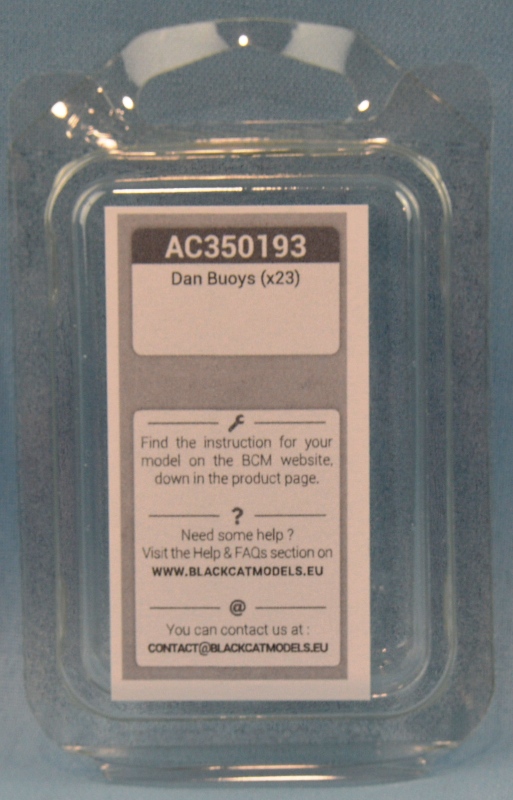 AC350193
Dan Buoys (x23)
Find the instruction for your
model on the BCM website,
down in the product page.
?
Need some help ?
Visit the Help & FAQs section on
WWW.BLACKCATMODELS.EU
@
You can contact us at :
CONTACT@BLACKCATMODELS.EU